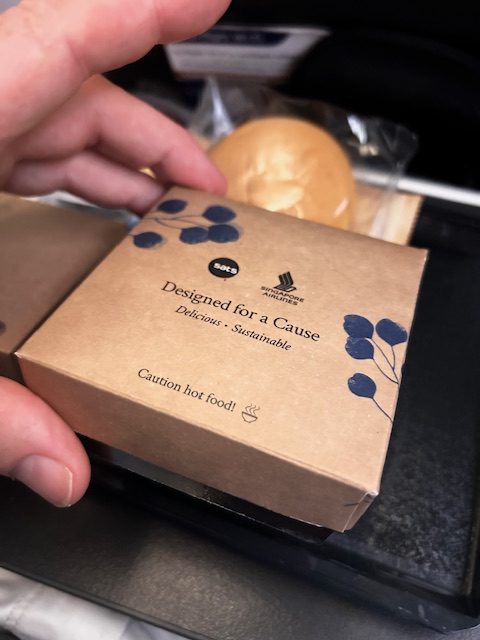 sats
SINGAPORE
AIRLINES
Designed for a Cause
Delicious · Sustainable
Caution hot food!